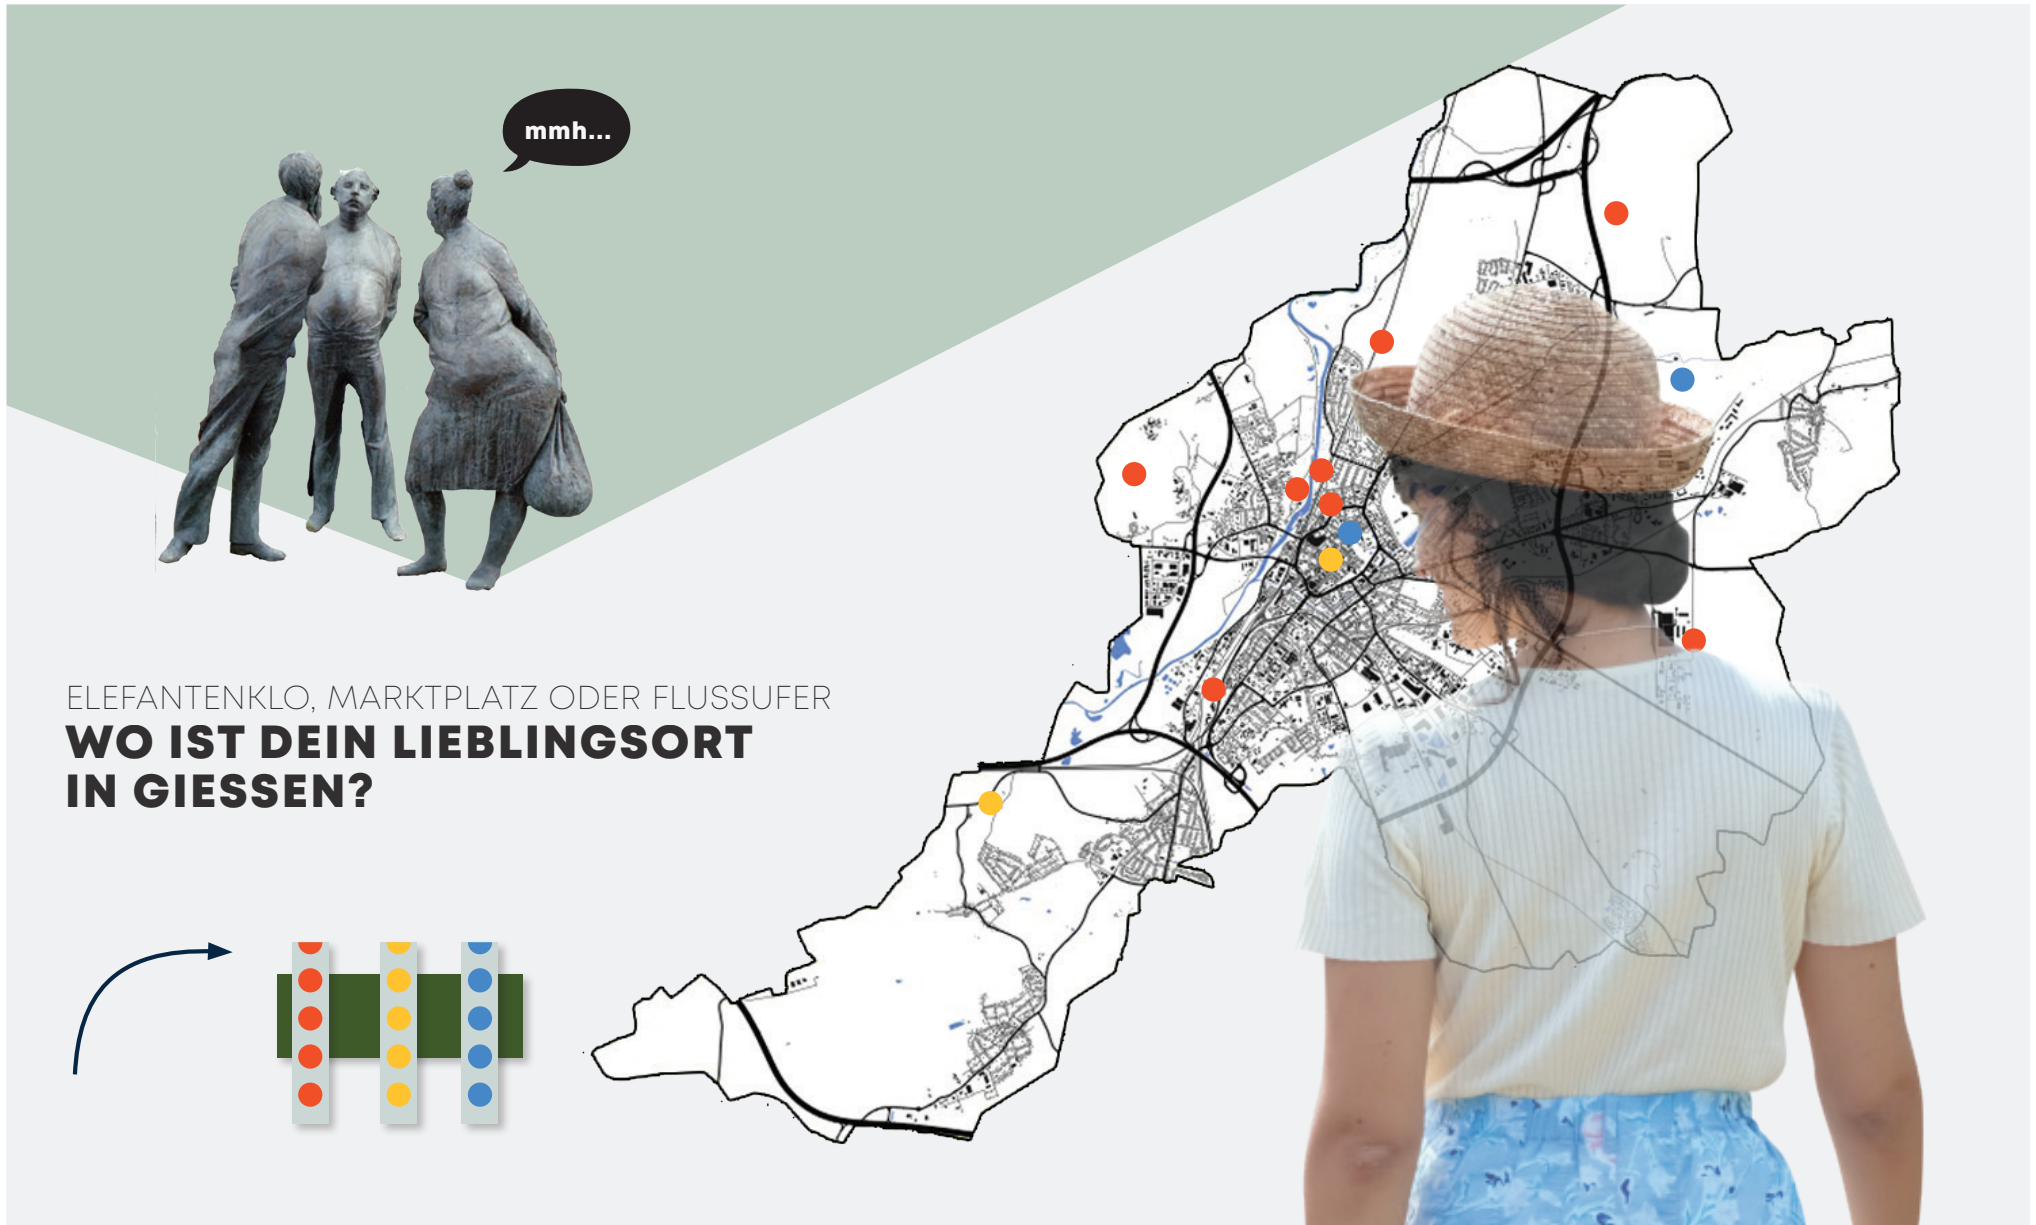 mmh...
ELEFANTENKLO, MARKTPLATZ ODER FLUSSUFER
WO IST DEIN LIEBLINGSORT
IN GIESSEN?